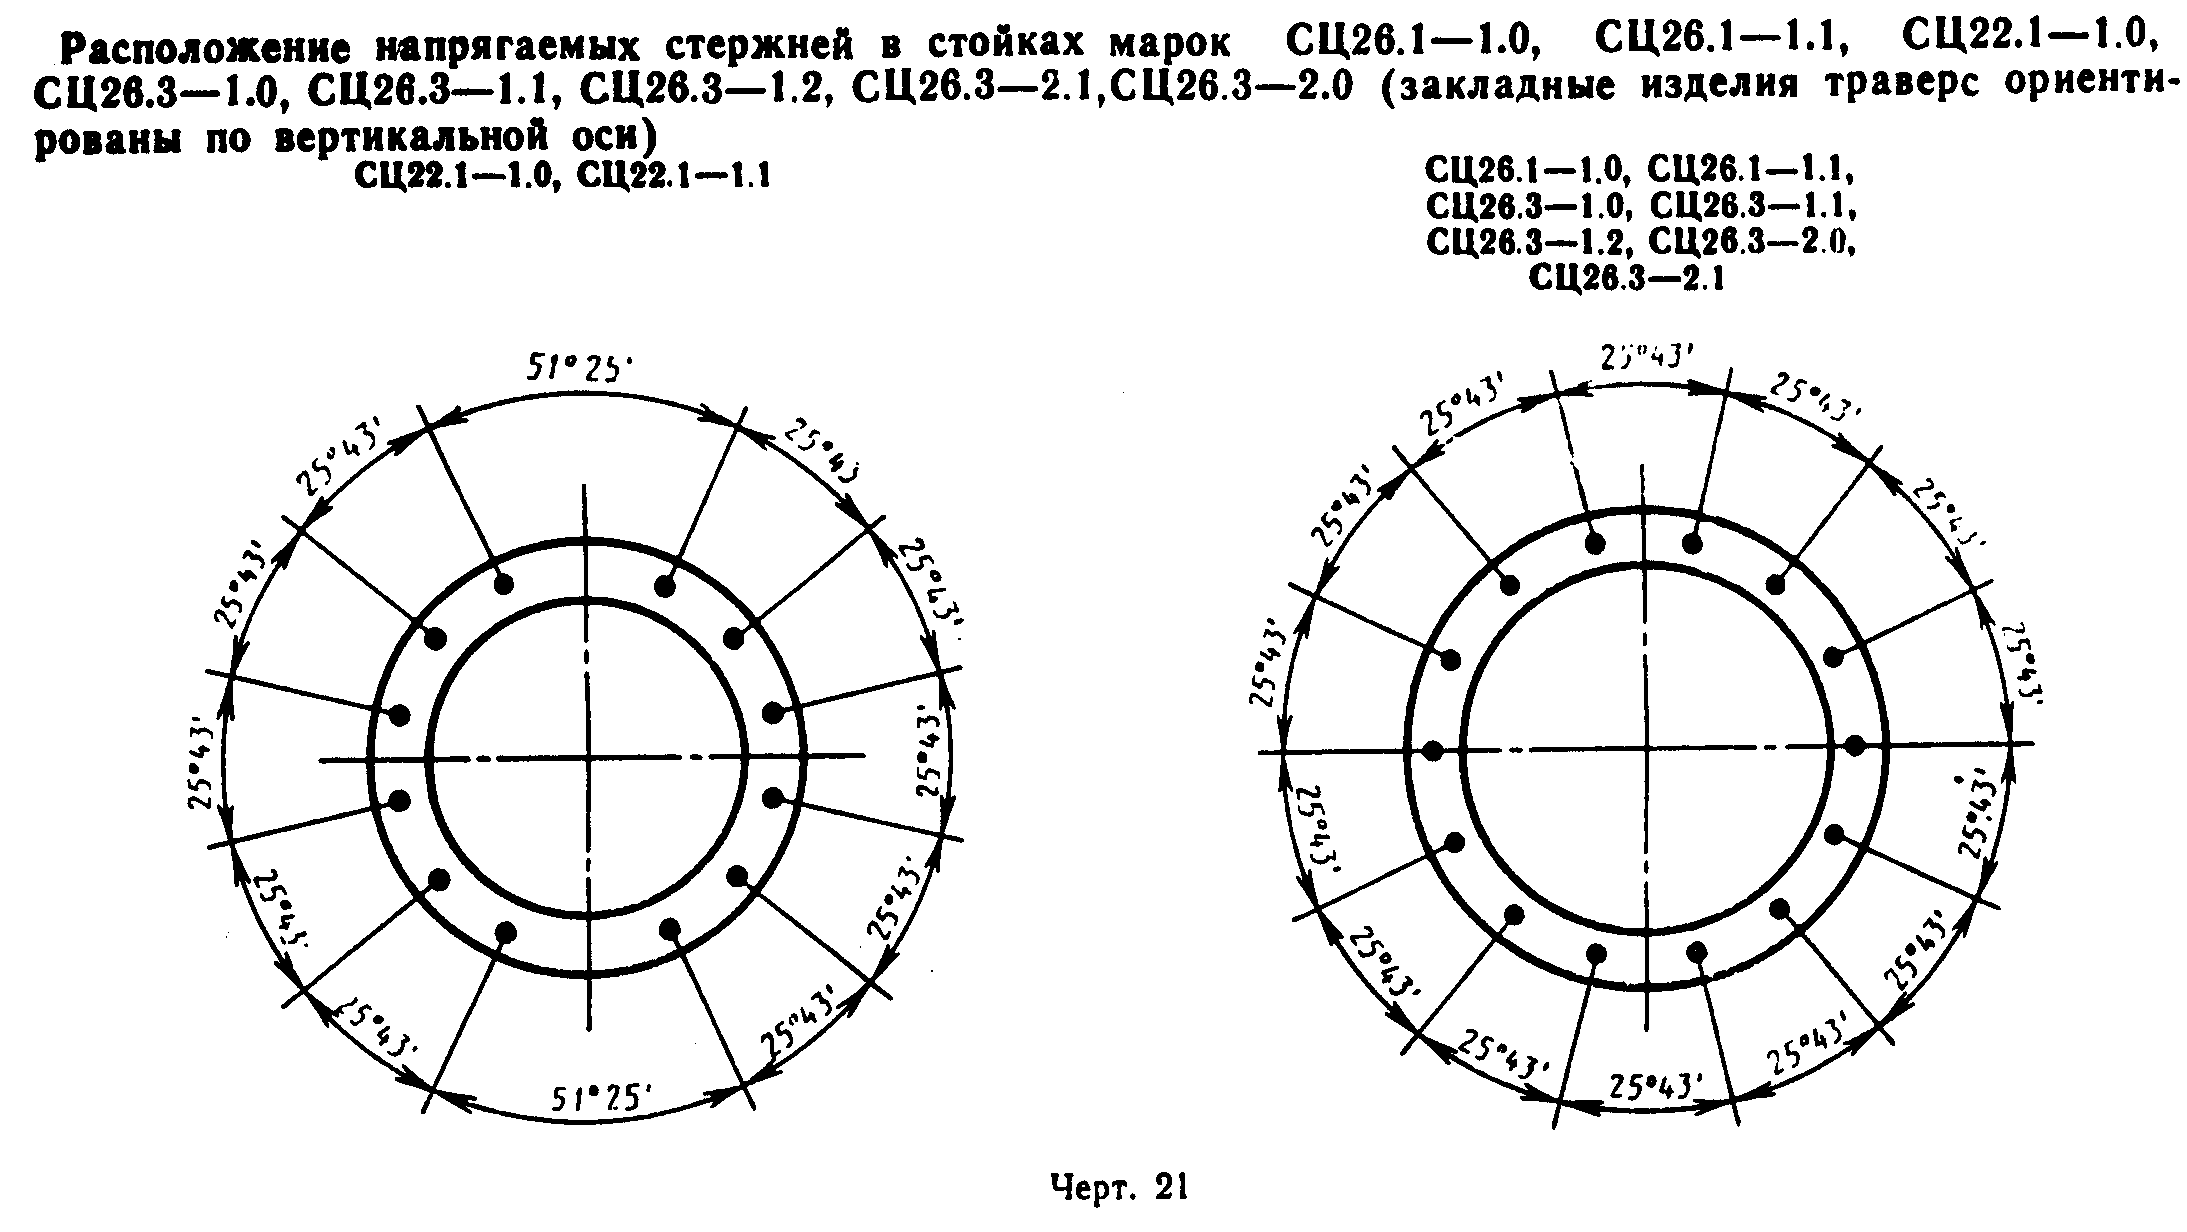 Расположение напрягаемых стержней в стойках марок СЦ26.1—1.0, СЦ26.1—1.1, СЦ22.1—1.0,
СЦ26.3—1.0, СЦ26.3—1.1, СЦ26.3—1.2, СЦ26.3—2.1,СЦ26.3—2.0 (закладные изделия траверс ориенти-
рованы по вертикальной оси)
СЦ22.1—1.0, СЦ22.1—1.1
СЦ26.1—1.0, СЦ26.1—1.1,
СЦ26.3—1.0, СЦ26.3—1.1,
СЦ26.3—1.2, СЦ26.3—2.0,
СЦ26.3—2.1
51°25'
25°43'
25°43'
25°43'
25°43'
25°43'
25°43'
25°43'
25°43'
25°43'
25°43'
51°25'
25°43'
25°43'
25°43'
25°43'
25°43'
25°43'
25°43'
25°43'
25°43'
25°43'
25°43'
25°43'
25°43'
25°43'
Черт. 21